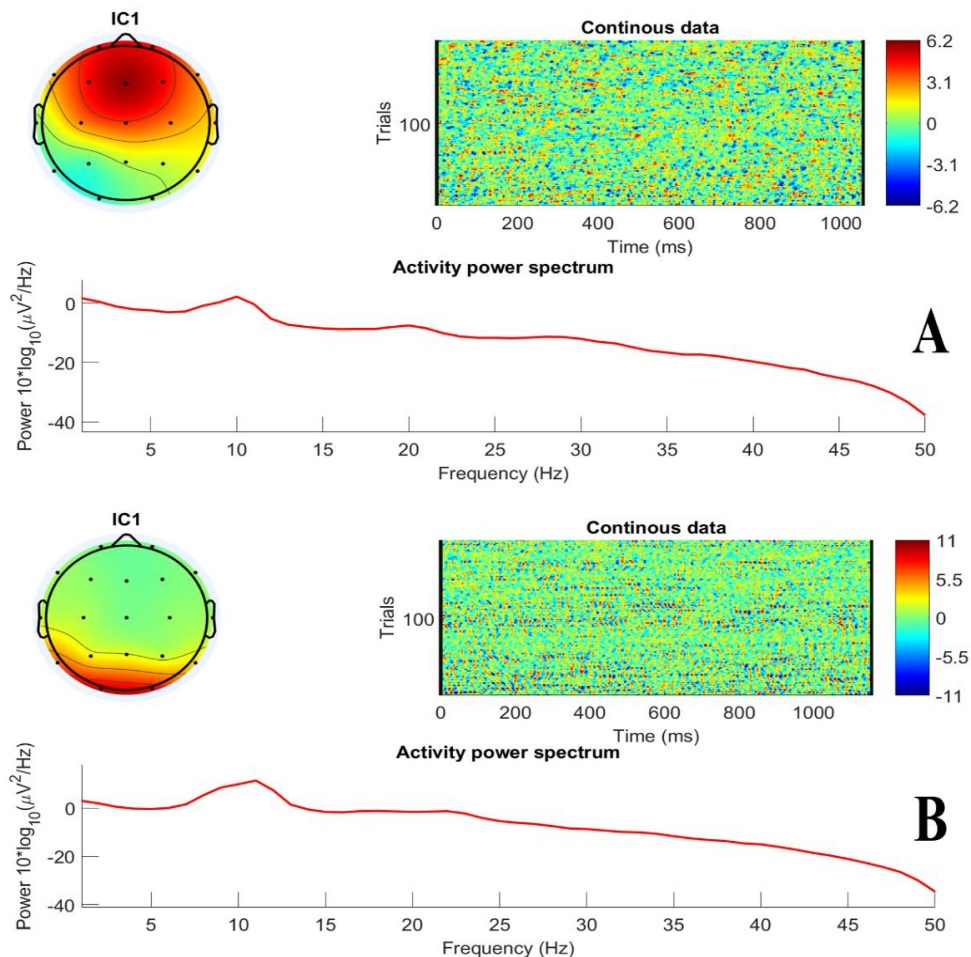 IC1
Continous data
6.2
3.1
0
-3.1
-6.2
Trials
100
0 200 400 600 800 1000
Time (ms)
Activity power spectrum
Power 10*log10(μV²/Hz)
0
-20
-40
5 10 15 20 25 30 35 40 45 50
Frequency (Hz)
A
IC1
Continous data
11
5.5
0
-5.5
-11
Trials
100
0 200 400 600 800 1000
Time (ms)
Activity power spectrum
Power 10*log10(μV²/Hz)
0
-20
-40
5 10 15 20 25 30 35 40 45 50
Frequency (Hz)
B